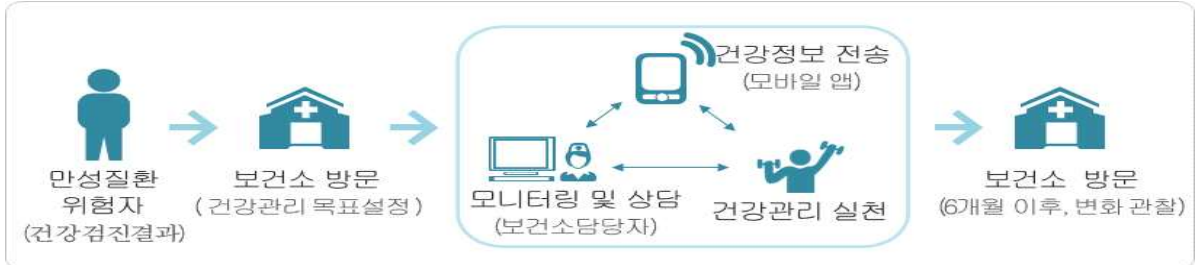 만성질환
위험자
(건강검진결과)
보건소 방문
(건강관리 목표설정)
건강정보 전송
(모바일 앱)
모니터링 및 상담
(보건소담당자)
건강관리 실천
보건소 방문
(6개월 이후, 변화 관찰)